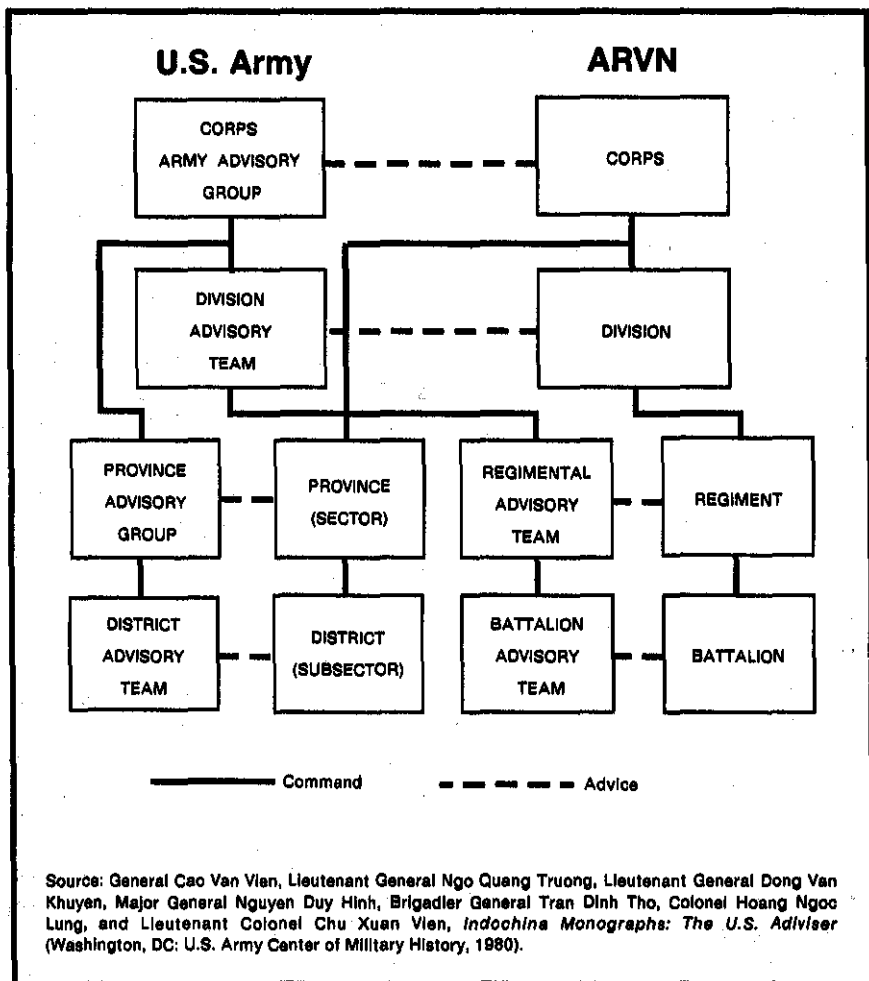 U.S. Army
ARVN
CORPS
ARMY ADVISORY
GROUP
CORPS
DIVISION
ADVISORY
TEAM
DIVISION
PROVINCE
ADVISORY
GROUP
PROVINCE
(SECTOR)
REGIMENTAL
ADVISORY
TEAM
REGIMENT
DISTRICT
ADVISORY
TEAM
DISTRICT
(SUBSECTOR)
BATTALION
ADVISORY
TEAM
BATTALION
Command
Advice
Source: General Cao Van Vien, Lieutenant General Ngo Quang Truong, Lieutenant General Dong Van
Khuyen, Major General Nguyen Duy Hinh, Brigadier General Tran Dinh Tho, Colonel Hoang Ngoc
Lung, and Lieutenant Colonel Chu Xuan Vien, Indochina Monographs: The U.S. Adiviser
(Washington, DC: U.S. Army Center of Military History, 1980).